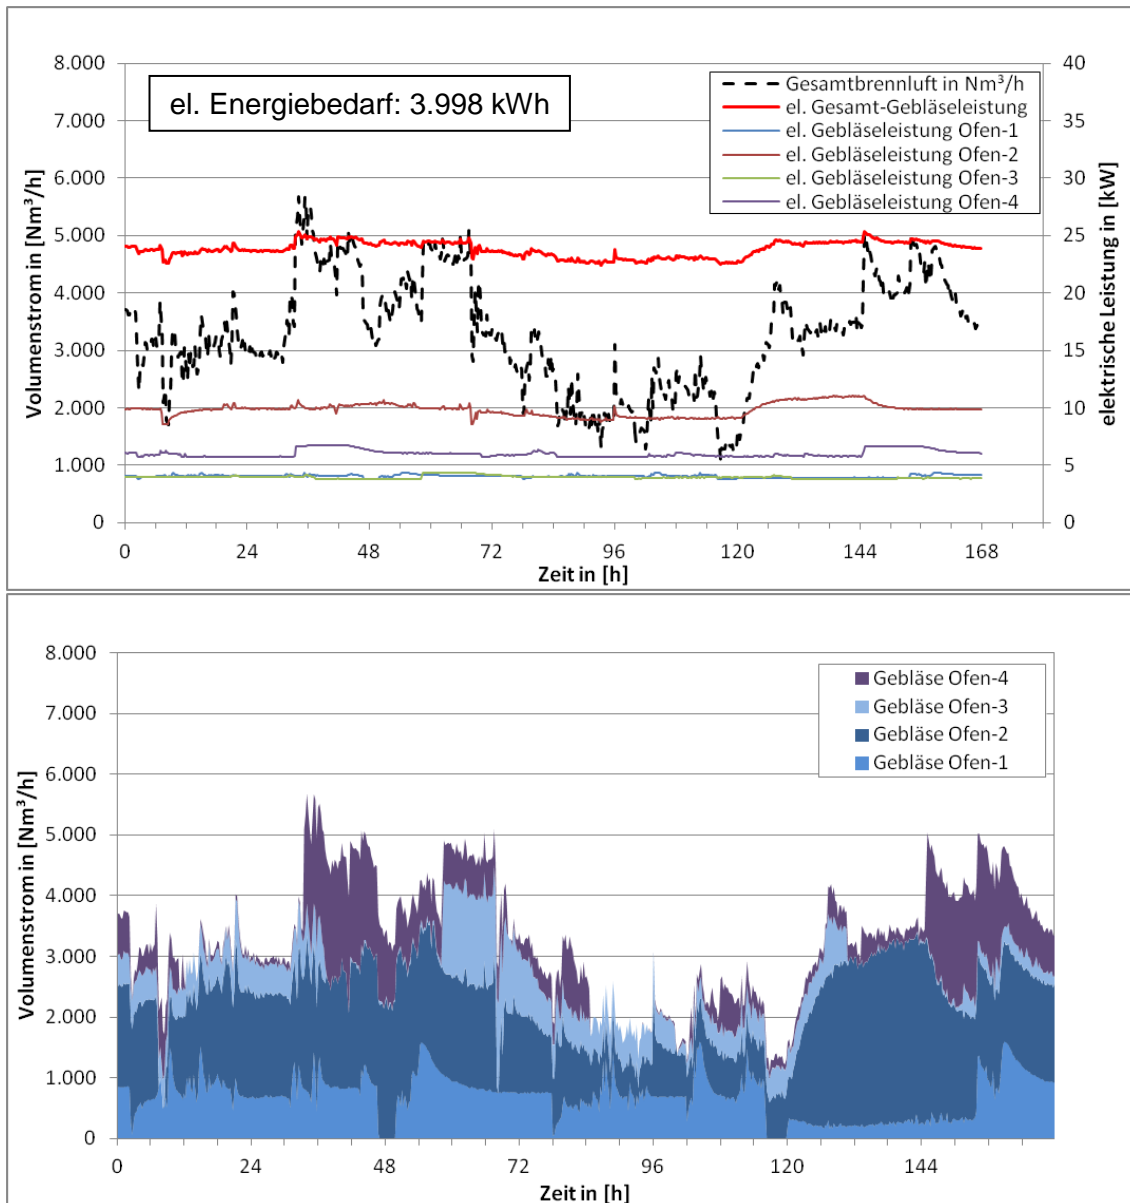 8.000
7.000
6.000
5.000
4.000
3.000
2.000
1.000
0
Volumenstrom in [Nm³/h]
el. Energiebedarf: 3.998 kWh
Gesamtbrennluft in Nm³/h
el. Gesamt-Gebläseleistung
el. Gebläseleistung Ofen-1
el. Gebläseleistung Ofen-2
el. Gebläseleistung Ofen-3
el. Gebläseleistung Ofen-4
40
35
30
25
20
15
10
5
0
elektrische Leistung in [kW]
0 24 48 72 96 120 144 168
Zeit in [h]
8.000
7.000
6.000
5.000
4.000
3.000
2.000
1.000
0
Volumenstrom in [Nm³/h]
Gebläse Ofen-4
Gebläse Ofen-3
Gebläse Ofen-2
Gebläse Ofen-1
0 24 48 72 96 120 144
Zeit in [h]